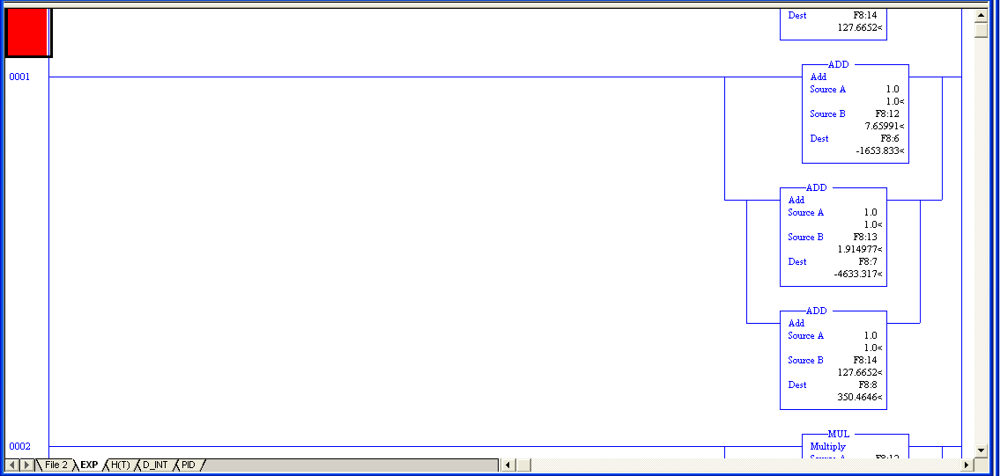 Dest F8:14
127.6652<
0001
ADD
Add
Source A 1.0
1.0<
Source B F8:12
7.65991<
Dest F8:6
-1653.833<
ADD
Add
Source A 1.0
1.0<
Source B F8:13
1.914977<
Dest F8:7
-4633.317<
ADD
Add
Source A 1.0
1.0<
Source B F8:14
127.6652<
Dest F8:8
350.4646<
0002
MUL
Multiply
Source A F8:12
File 2 EXP H(T) D_INT PID